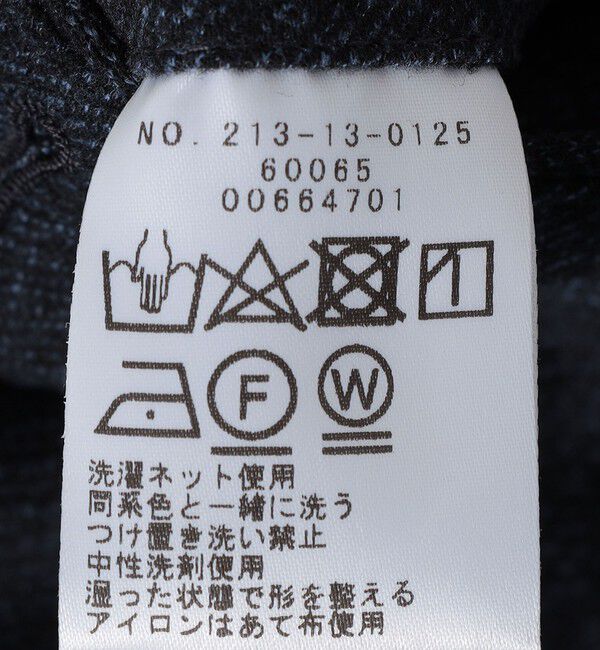 NO. 213-13-0125
60065
00664701
F W
洗濯ネット使用
同系色と一緒に洗う
つけ置き洗い禁止
中性洗剤使用
湿った状態で形を整える
アイロンはあて布使用